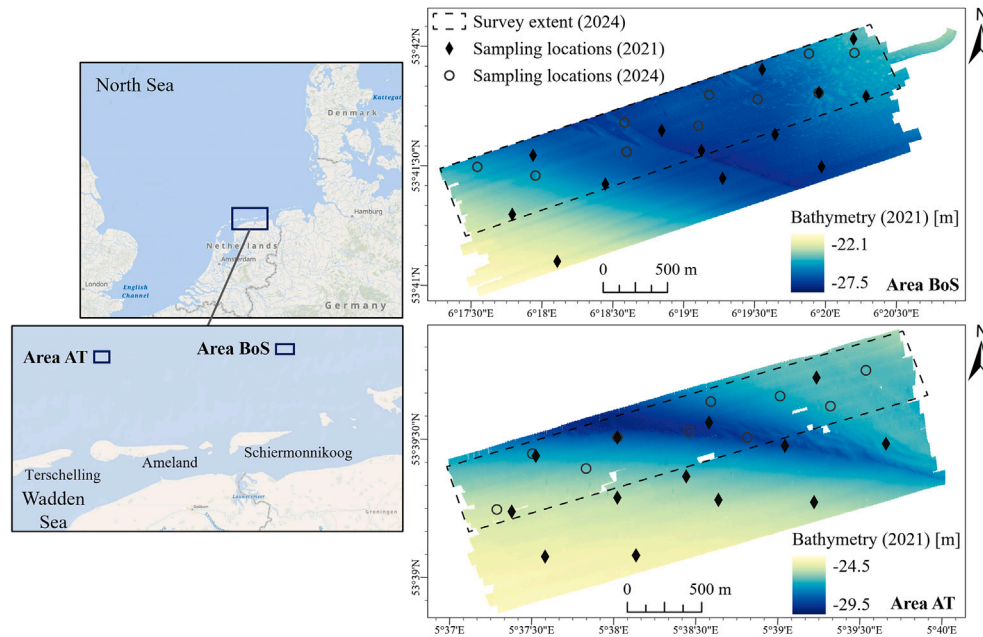 North Sea
Kattegat
Denmark
Hamburg
Netherlands
Amsterdam
London
English
Channel
Germany
Area AT
Area BoS
Schiermonnikoog
Ameland
Terschelling
Wadden
Sea
Lauwersmeer
Groningen
Survey extent (2024)
Sampling locations (2021)
Sampling locations (2024)
N
53°42'N
53°41'30"N
53°41'N
Bathymetry (2021) [m]
-22.1
-27.5
0 500 m
Area BoS
6°17'30"E 6°18'E 6°18'30"E 6°19'E 6°19'30"E 6°20'E 6°20'30"E
N
53°39'30"N
53°39'N
Bathymetry (2021) [m]
-24.5
-29.5
0 500 m
Area AT
5°37'E 5°37'30"E 5°38'E 5°38'30"E 5°39'E 5°39'30"E 5°40'E